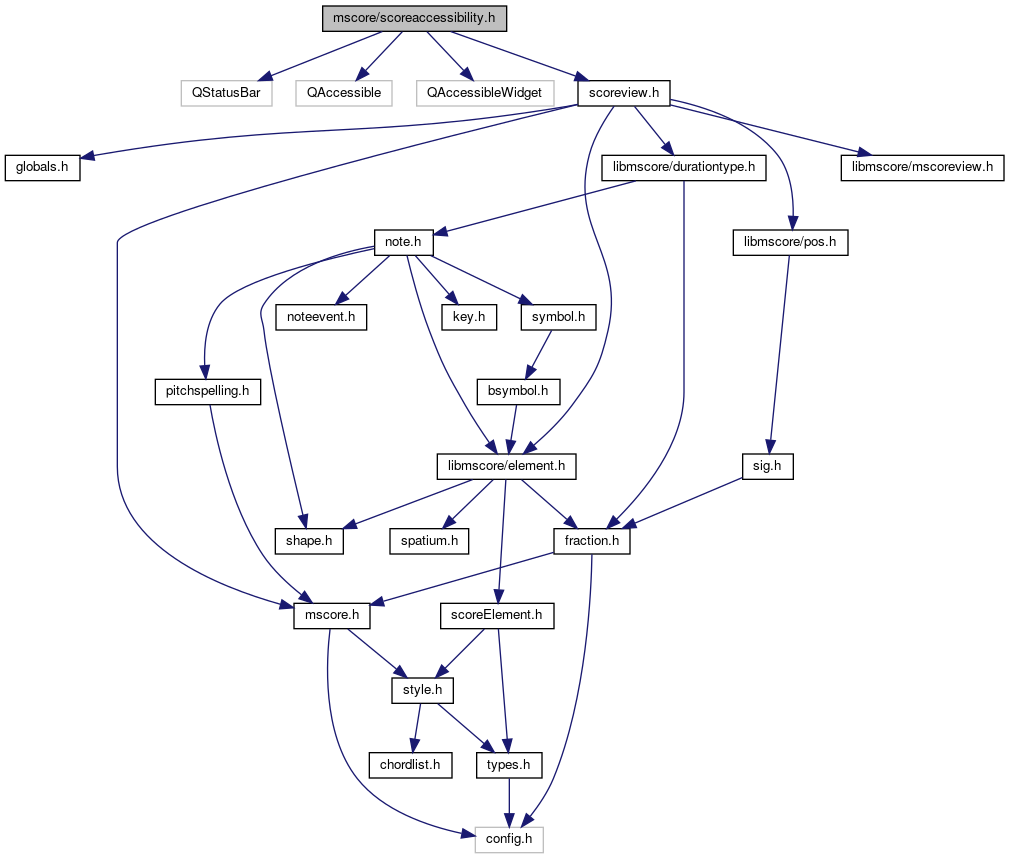 mscore/scoreaccessibility.h
QStatusBar
QAccessible
QAccessibleWidget
scoreview.h
globals.h
libmscore/durationtype.h
libmscore/mscoreview.h
note.h
libmscore/pos.h
noteevent.h
key.h
symbol.h
pitchspelling.h
bsymbol.h
libmscore/element.h
sig.h
shape.h
spatium.h
fraction.h
mscore.h
scoreElement.h
style.h
chordlist.h
types.h
config.h